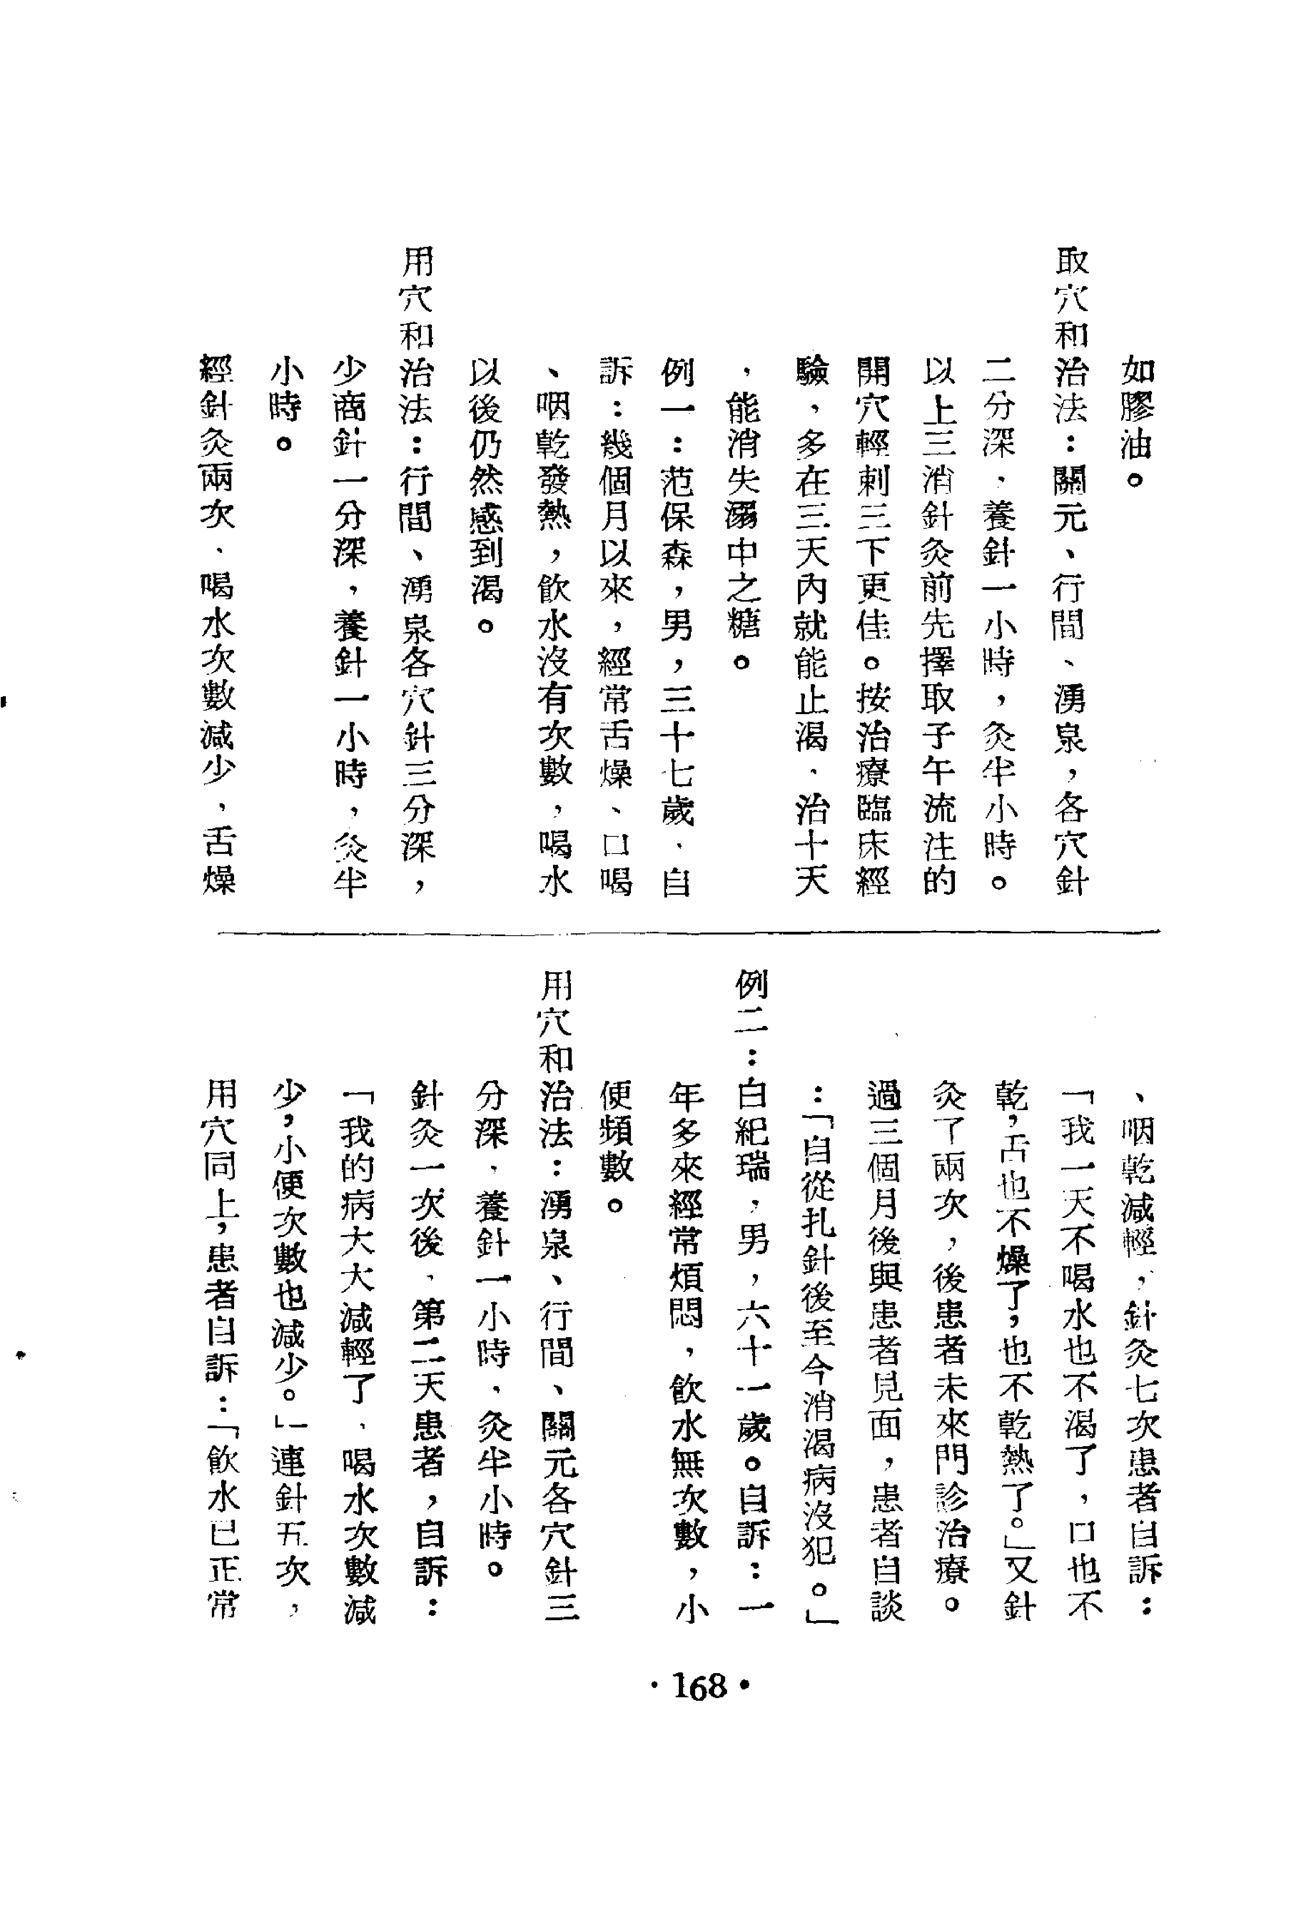 如膠油。
取穴和治法：關元、行間、湧泉，各穴針
二分深，養針一小時，灸半小時。
以上三消針灸前先擇取子午流注的
開穴輕刺三下更佳。按治療臨床經
驗，多在三天內就能止渴，治十天
，能消失溺中之糖。
例一：范保森，男，三十七歲，自
訴：幾個月以來，經常舌燥、口喝
、咽乾發熱，飲水沒有次數，喝水
以後仍然感到渴。
用穴和治法：行間、湧泉各穴針三分深，
少商針一分深，養針一小時，灸半
小時。
經針灸兩次，喝水次數減少，舌燥
、咽乾減輕，針灸七次患者自訴：
「我一天不喝水也不渴了，口也不
乾，舌也不燥了，也不乾熱了。」又針
灸了兩次，後患者未來門診治療。
過三個月後與患者見面，患者自談
：「自從扎針後至今消渴病沒犯。」
例二：白紀瑞，男，六十一歲。自訴：一
年多來經常煩悶，飲水無次數，小
便頻數。
用穴和治法：湧泉、行間、關元各穴針三
分深，養針一小時，灸半小時。
針灸一次後，第二天患者，自訴：
「我的病大大減輕了，喝水次數減
少，小便次數也減少。」連針五次，
用穴同上，患者自訴：「飲水已正常
·168·